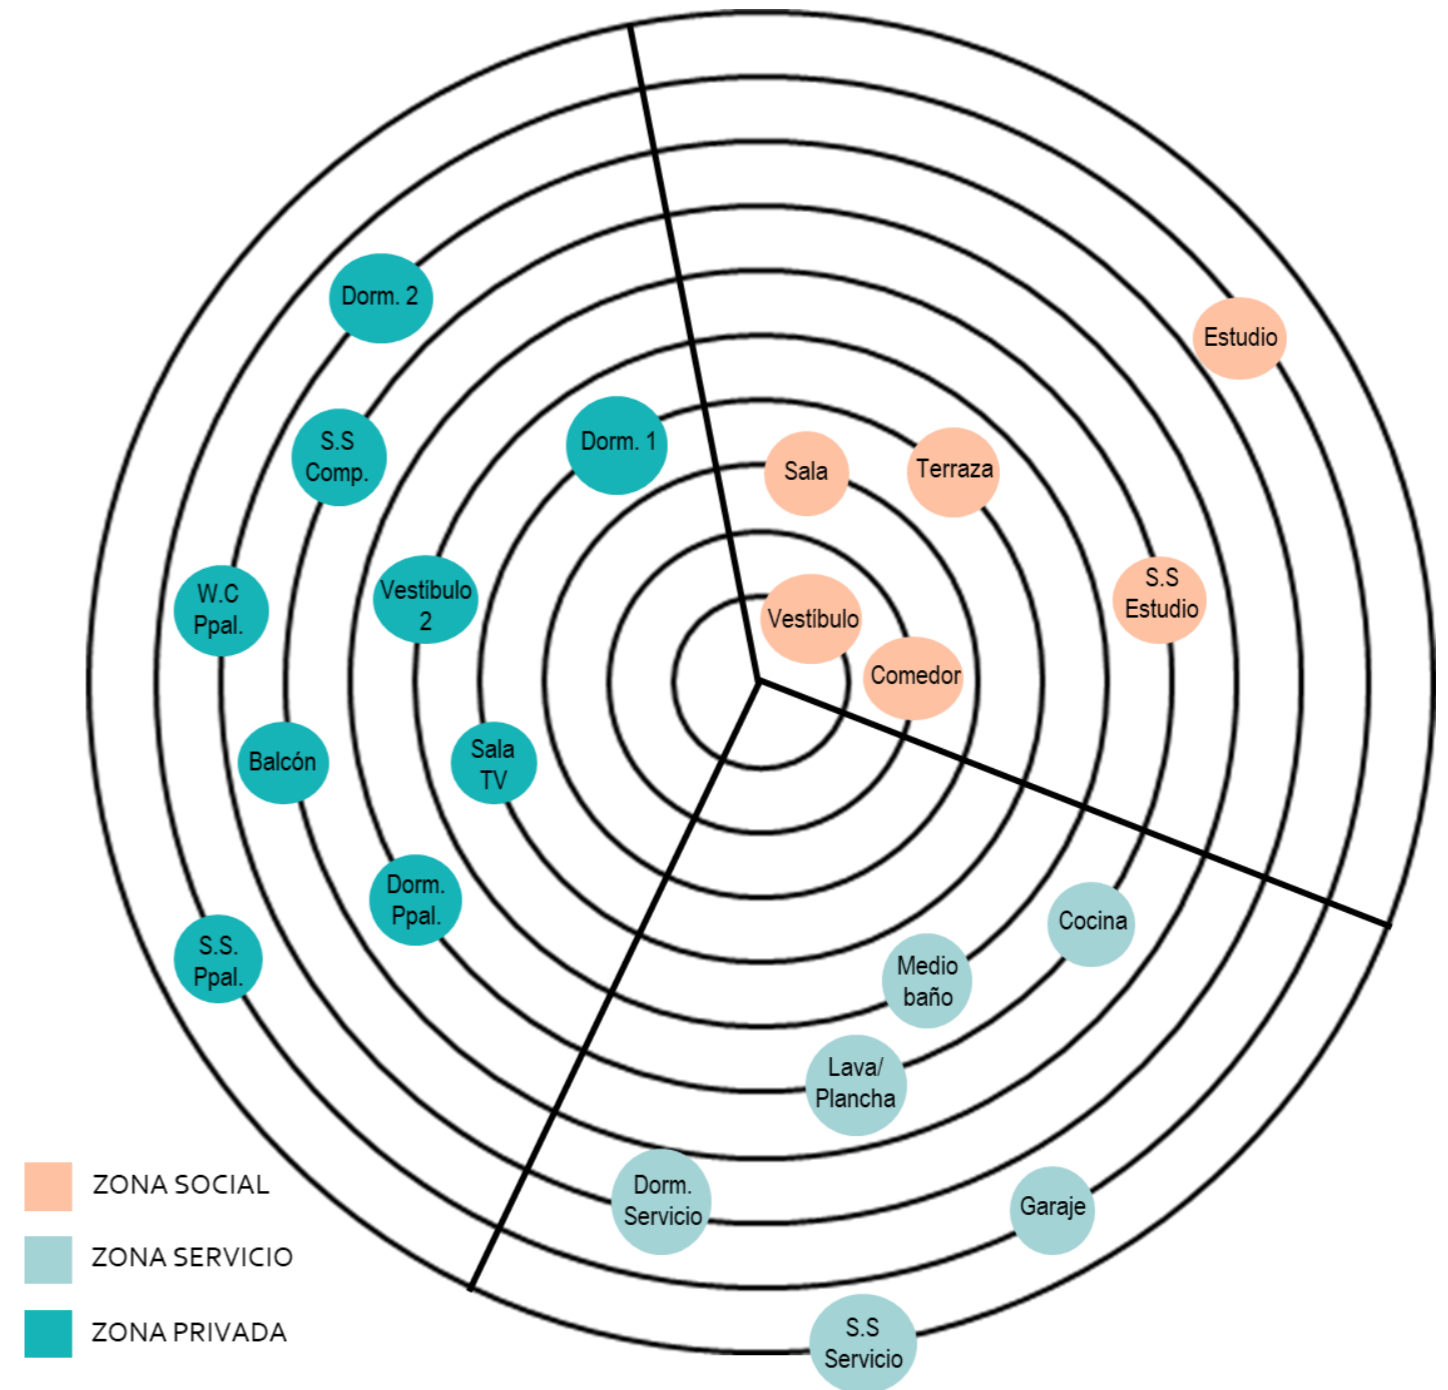 Dorm. 2
Estudio
S.S
Comp.
Dorm. 1
Sala
Terraza
W.C
Ppal.
Vestíbulo
2
Vestíbulo
S.S
Estudio
Comedor
Balcón
Sala
TV
Dorm.
Ppal.
Cocina
S.S.
Ppal.
Medio
baño
Lava/
Plancha
Dorm.
Servicio
Garaje
S.S
Servicio
ZONA SOCIAL
ZONA SERVICIO
ZONA PRIVADA